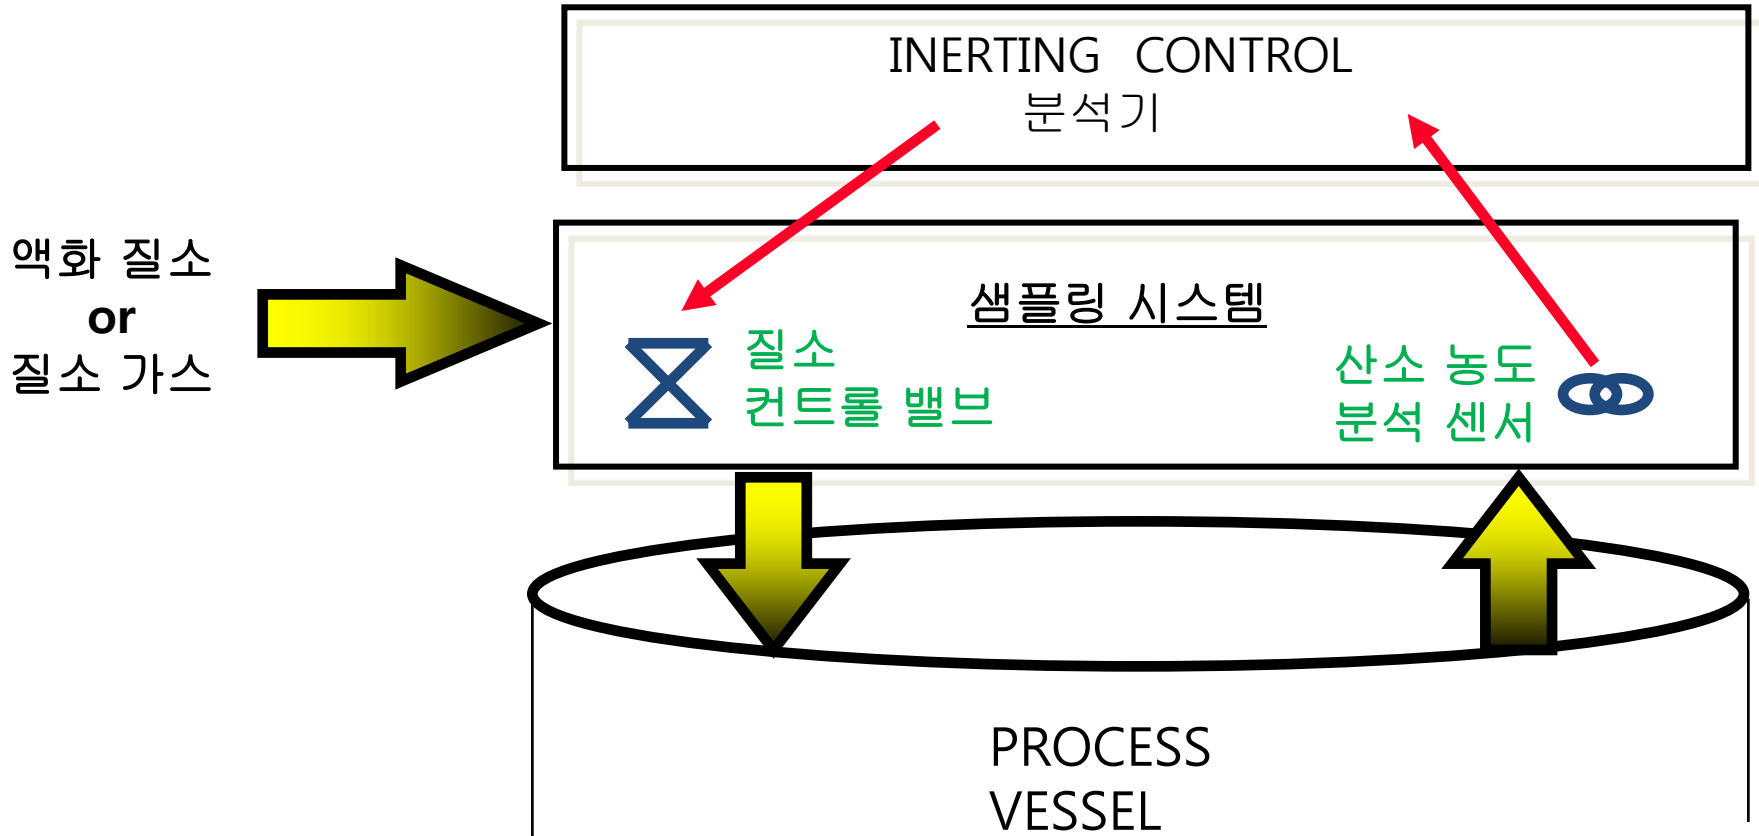 INERTING CONTROL
분석기
액화 질소
or
질소 가스
샘플링 시스템
질소
컨트롤 밸브
산소 농도
분석 센서
PROCESS
VESSEL